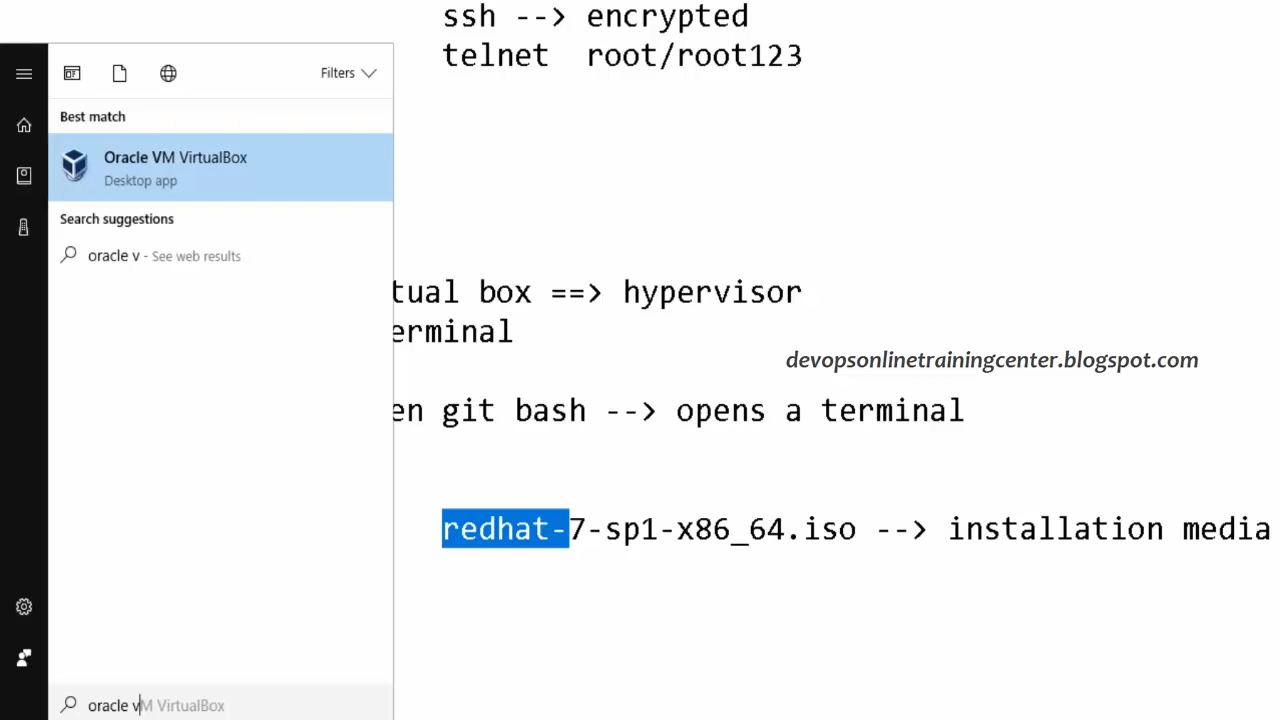 ssh --> encrypted
telnet root/root123
Filters
Best match
Oracle VM VirtualBox
Desktop app
Search suggestions
oracle v - See web results
tual box ==> hypervisor
erminal
devopsonlinetrainingcenter.blogspot.com
en git bash --> opens a terminal
redhat-7-sp1-x86_64.iso --> installation media
oracle vM VirtualBox